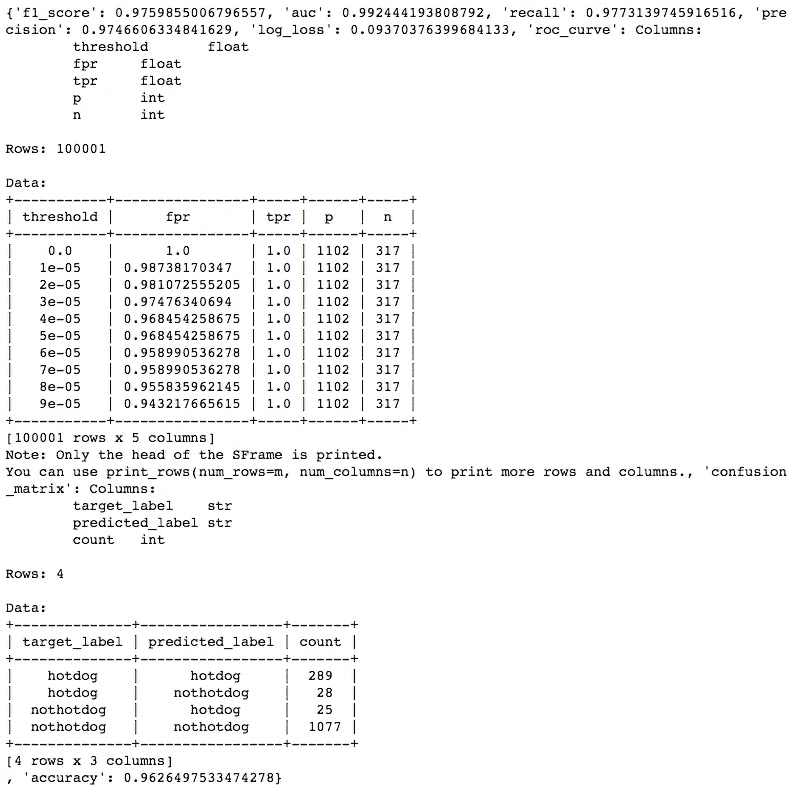 {'f1_score': 0.9759855006796557, 'auc': 0.992444193808792, 'recall': 0.9773139745916516, 'pre
cision': 0.9746606334841629, 'log_loss': 0.09370376399684133, 'roc_curve': Columns:
        threshold       float
        fpr     float
        tpr     float
        p       int
        n       int

Rows: 100001

Data:
+-----------+----------------+-----+------+-----+
| threshold |      fpr       | tpr |  p   |  n  |
+-----------+----------------+-----+------+-----+
|    0.0    |      1.0       | 1.0 | 1102 | 317 |
|   1e-05   | 0.98738170347  | 1.0 | 1102 | 317 |
|   2e-05   | 0.981072555205 | 1.0 | 1102 | 317 |
|   3e-05   | 0.97476340694  | 1.0 | 1102 | 317 |
|   4e-05   | 0.968454258675 | 1.0 | 1102 | 317 |
|   5e-05   | 0.968454258675 | 1.0 | 1102 | 317 |
|   6e-05   | 0.958990536278 | 1.0 | 1102 | 317 |
|   7e-05   | 0.958990536278 | 1.0 | 1102 | 317 |
|   8e-05   | 0.955835962145 | 1.0 | 1102 | 317 |
|   9e-05   | 0.943217665615 | 1.0 | 1102 | 317 |
+-----------+----------------+-----+------+-----+
[100001 rows x 5 columns]
Note: Only the head of the SFrame is printed.
You can use print_rows(num_rows=m, num_columns=n) to print more rows and columns., 'confusion
_matrix': Columns:
        target_label    str
        predicted_label str
        count   int

Rows: 4

Data:
+--------------+-----------------+-------+
| target_label | predicted_label | count |
+--------------+-----------------+-------+
|    hotdog    |      hotdog     |  289  |
|    hotdog    |    nothotdog    |   28  |
|  nothotdog   |      hotdog     |   25  |
|  nothotdog   |    nothotdog    |  1077 |
+--------------+-----------------+-------+
[4 rows x 3 columns]
, 'accuracy': 0.9626497533474278}